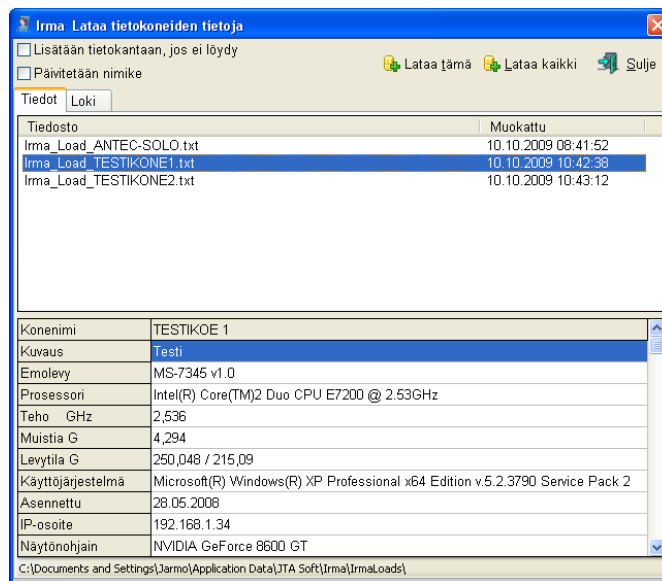 Irma Lataa tietokoneiden tietoja
Lisätään tietokantaan, jos ei löydy
Päivitetään nimike
Lataa tämä Lataa kaikki Sulje
Tiedot Loki
Tiedosto Muokattu
Irma_Load_ANTEC-SOLO.txt 10.10.2009 08:41:52
Irma_Load_TESTIKONE1.txt 10.10.2009 10:42:38
Irma_Load_TESTIKONE2.txt 10.10.2009 10:43:12
Konenimi TESTIKOE 1
Kuvaus Testi
Emolevy MS-7345 v1.0
Prosessori Intel(R) Core(TM)2 Duo CPU E7200 @ 2.53GHz
Teho GHz 2,536
Muistia G 4,294
Levytila G 250,048 / 215,09
Käyttöjärjestelmä Microsoft(R) Windows(R) XP Professional x64 Edition v.5.2.3790 Service Pack 2
Asennettu 28.05.2008
IP-osoite 192.168.1.34
Näytönohjain NVIDIA GeForce 8600 GT
C:\Documents and Settings\Jarmo\Application Data\JTA Soft\Irma\IrmaLoads\